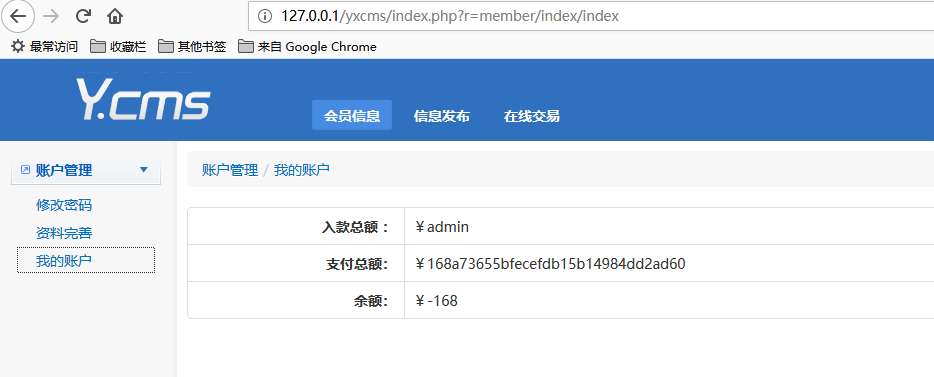 127.0.0.1/yxcms/index.php?r=member/index/index
最常访问 收藏栏 其他书签 来自 Google Chrome
Y.cms
会员信息 信息发布 在线交易
账户管理
账户管理 / 我的账户
修改密码
资料完善
我的账户
入款总额： ￥admin
支付总额： ￥168a73655bfecefdb15b14984dd2ad60
余额： ￥-168